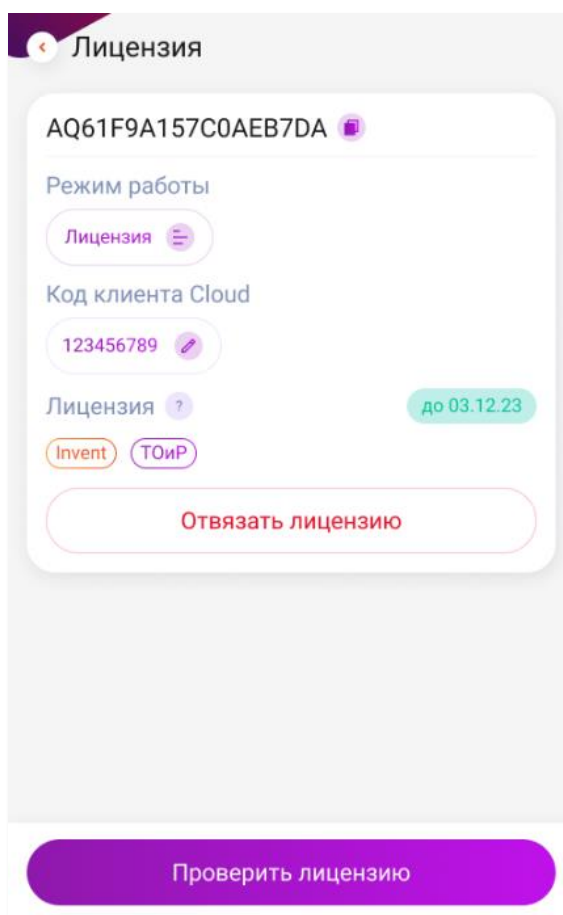 Лицензия
AQ61F9A157C0AEB7DA
Режим работы
Лицензия
Код клиента Cloud
123456789
Лицензия ? до 03.12.23
Invent ТОиР
Отвязать лицензию
Проверить лицензию